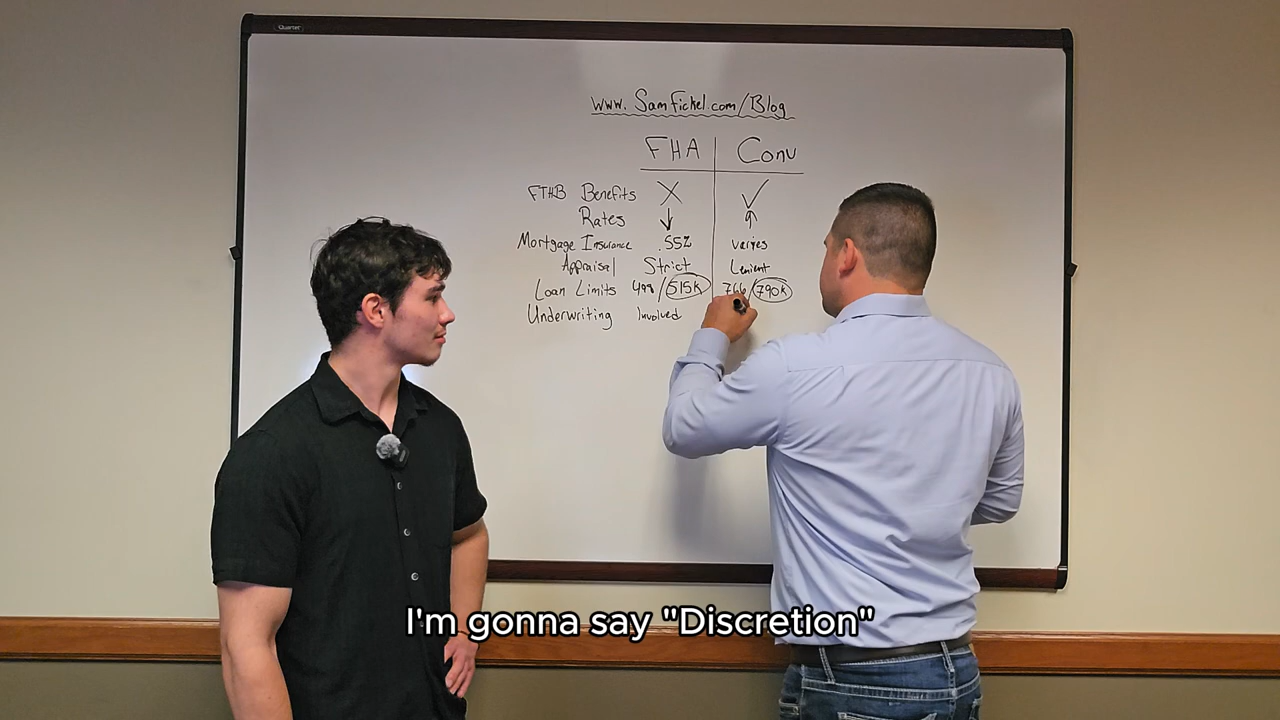 Quartet
www.SamFickel.com/Blog
FHA Conv
FTHB Benefits X ✓
Rates ↓ ↑
Mortgage Insurance .55% varies
Appraisal Strict Lenient
Loan Limits 498/515K 766/790K
Underwriting Involved
I'm gonna say "Discretion"